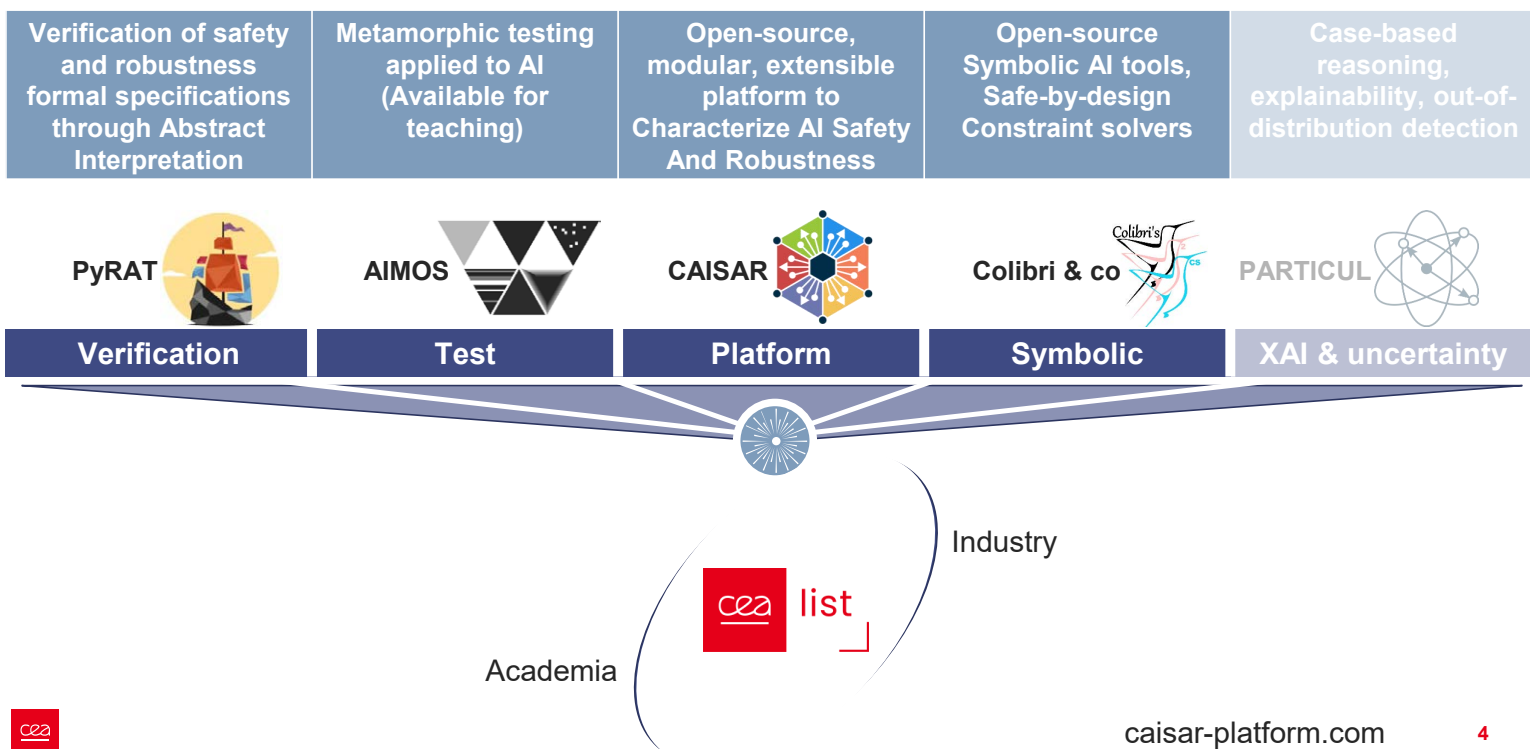 Verification of safety
and robustness
formal specifications
through Abstract
Interpretation
Metamorphic testing
applied to AI
(Available for
teaching)
Open-source,
modular, extensible
platform to
Characterize AI Safety
And Robustness
Open-source
Symbolic AI tools,
Safe-by-design
Constraint solvers
Case-based
reasoning,
explainability, out-of-
distribution detection
PyRAT
AIMOS
CAISAR
Colibri & co
Colibri's
z
cs
PARTICUL
Verification
Test
Platform
Symbolic
XAI & uncertainty
Industry
cea list
Academia
cea
caisar-platform.com
4